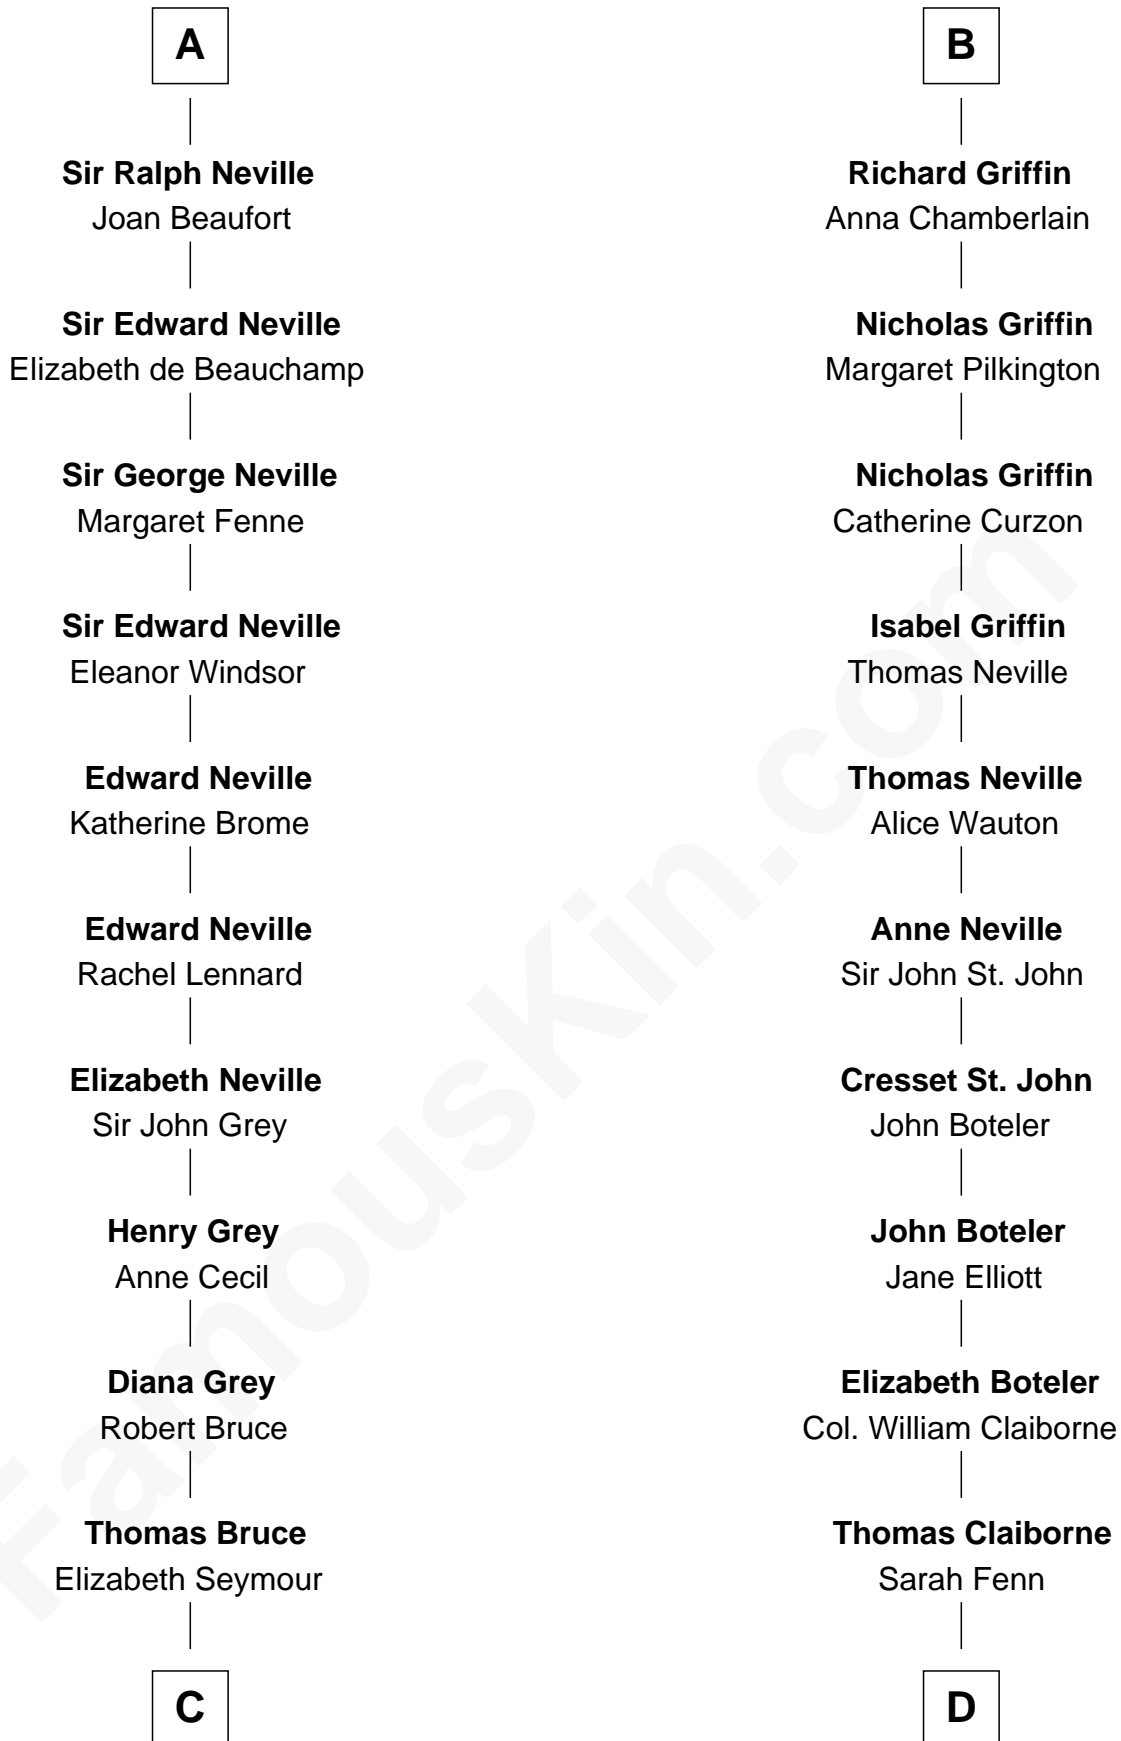 A
Sir Ralph Neville
Joan Beaufort
Sir Edward Neville
Elizabeth de Beauchamp
Sir George Neville
Margaret Fenne
Sir Edward Neville
Eleanor Windsor
Edward Neville
Katherine Brome
Edward Neville
Rachel Lennard
Elizabeth Neville
Sir John Grey
Henry Grey
Anne Cecil
Diana Grey
Robert Bruce
Thomas Bruce
Elizabeth Seymour
C
B
Richard Griffin
Anna Chamberlain
Nicholas Griffin
Margaret Pilkington
Nicholas Griffin
Catherine Curzon
Isabel Griffin
Thomas Neville
Thomas Neville
Alice Wauton
Anne Neville
Sir John St. John
Cresset St. John
John Boteler
John Boteler
Jane Elliott
Elizabeth Boteler
Col. William Claiborne
Thomas Claiborne
Sarah Fenn
D
FamousKin.com